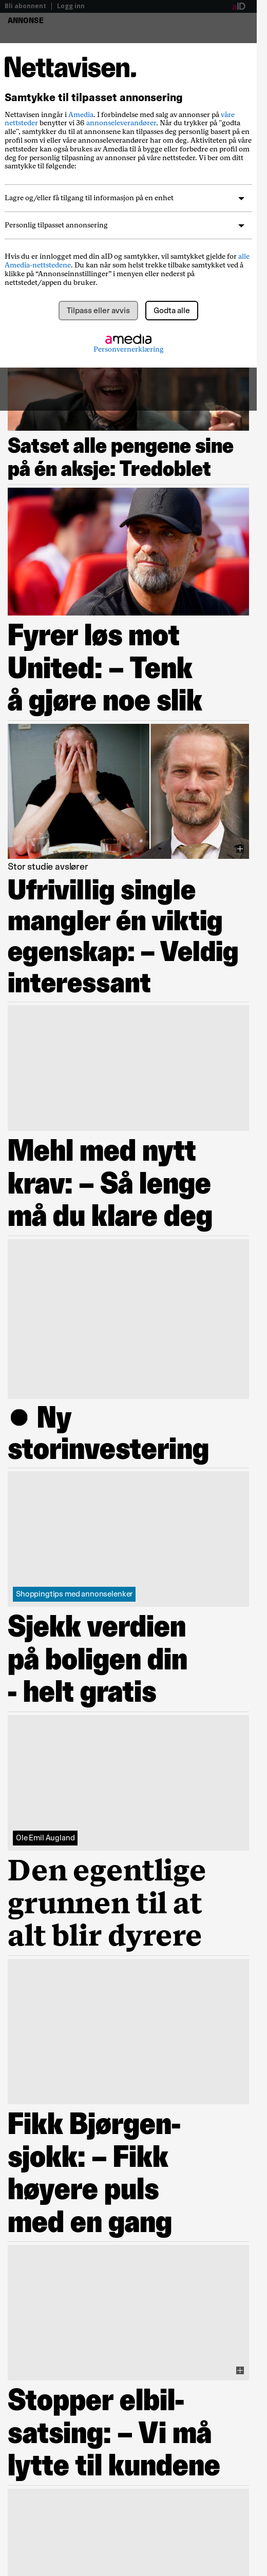 Bli abonnent | Logg inn
aID
ANNONSE
Nettavisen.
Samtykke til tilpasset annonsering
Nettavisen inngår i Amedia. I forbindelse med salg av annonser på våre
nettsteder benytter vi 36 annonseleverandører. Når du trykker på "godta
alle", samtykker du til at annonsene kan tilpasses deg personlig basert på en
profil som vi eller våre annonseleverandører har om deg. Aktiviteten på våre
nettsteder kan også brukes av Amedia til å bygge eller forbedre en profil om
deg for personlig tilpasning av annonser på våre nettsteder. Vi ber om ditt
samtykke til følgende:
Lagre og/eller få tilgang til informasjon på en enhet
Personlig tilpasset annonsering
Hvis du er innlogget med din aID og samtykker, vil samtykket gjelde for alle
Amedia-nettstedene. Du kan når som helst trekke tilbake samtykket ved å
klikke på “Annonseinnstillinger” i menyen eller nederst på
nettstedet/appen du bruker.
Tilpass eller avvis
Godta alle
amedia
Personvernerklæring
Satset alle pengene sine
på én aksje: Tredoblet
Fyrer løs mot
United: – Tenk
å gjøre noe slik
Stor studie avslører
Ufrivillig single
mangler én viktig
egenskap: – Veldig
interessant
Mehl med nytt
krav: – Så lenge
må du klare deg
● Ny
storinvestering
Shoppingtips med annonselenker
Sjekk verdien
på boligen din
- helt gratis
Ole Emil Augland
Den egentlige
grunnen til at
alt blir dyrere
Fikk Bjørgen-
sjokk: – Fikk
høyere puls
med en gang
Stopper elbil-
satsing: – Vi må
lytte til kundene